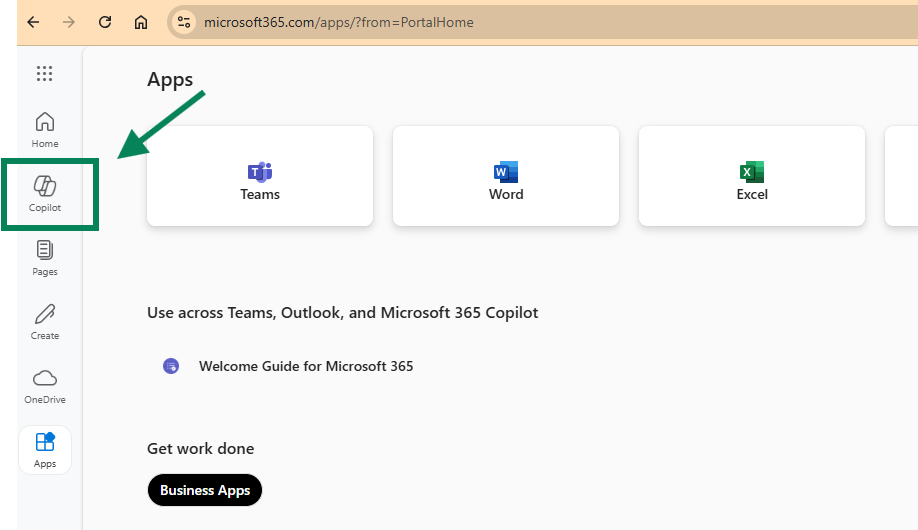 microsoft365.com/apps/?from=PortalHome
Apps
Home
Teams
Word
Excel
Copilot
Pages
Use across Teams, Outlook, and Microsoft 365 Copilot
Create
Welcome Guide for Microsoft 365
OneDrive
Get work done
Apps
Business Apps